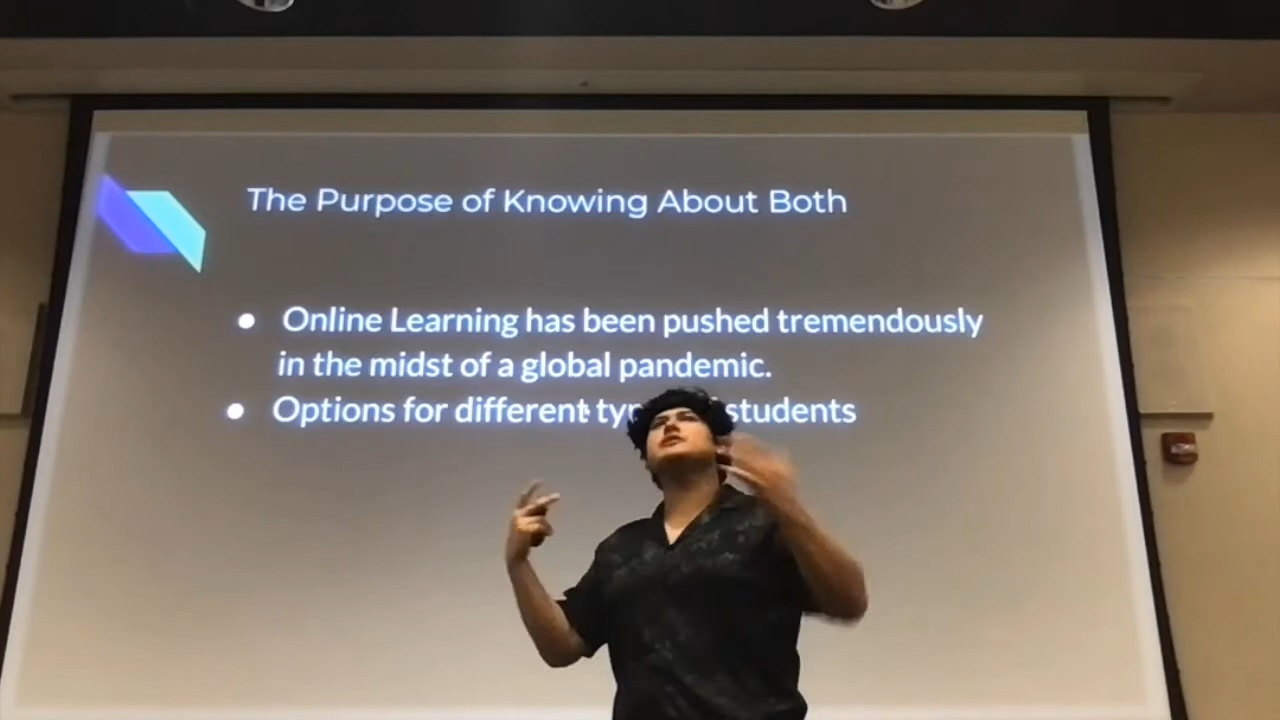 The Purpose of Knowing About Both
● Online Learning has been pushed tremendously
in the midst of a global pandemic.
● Options for different students